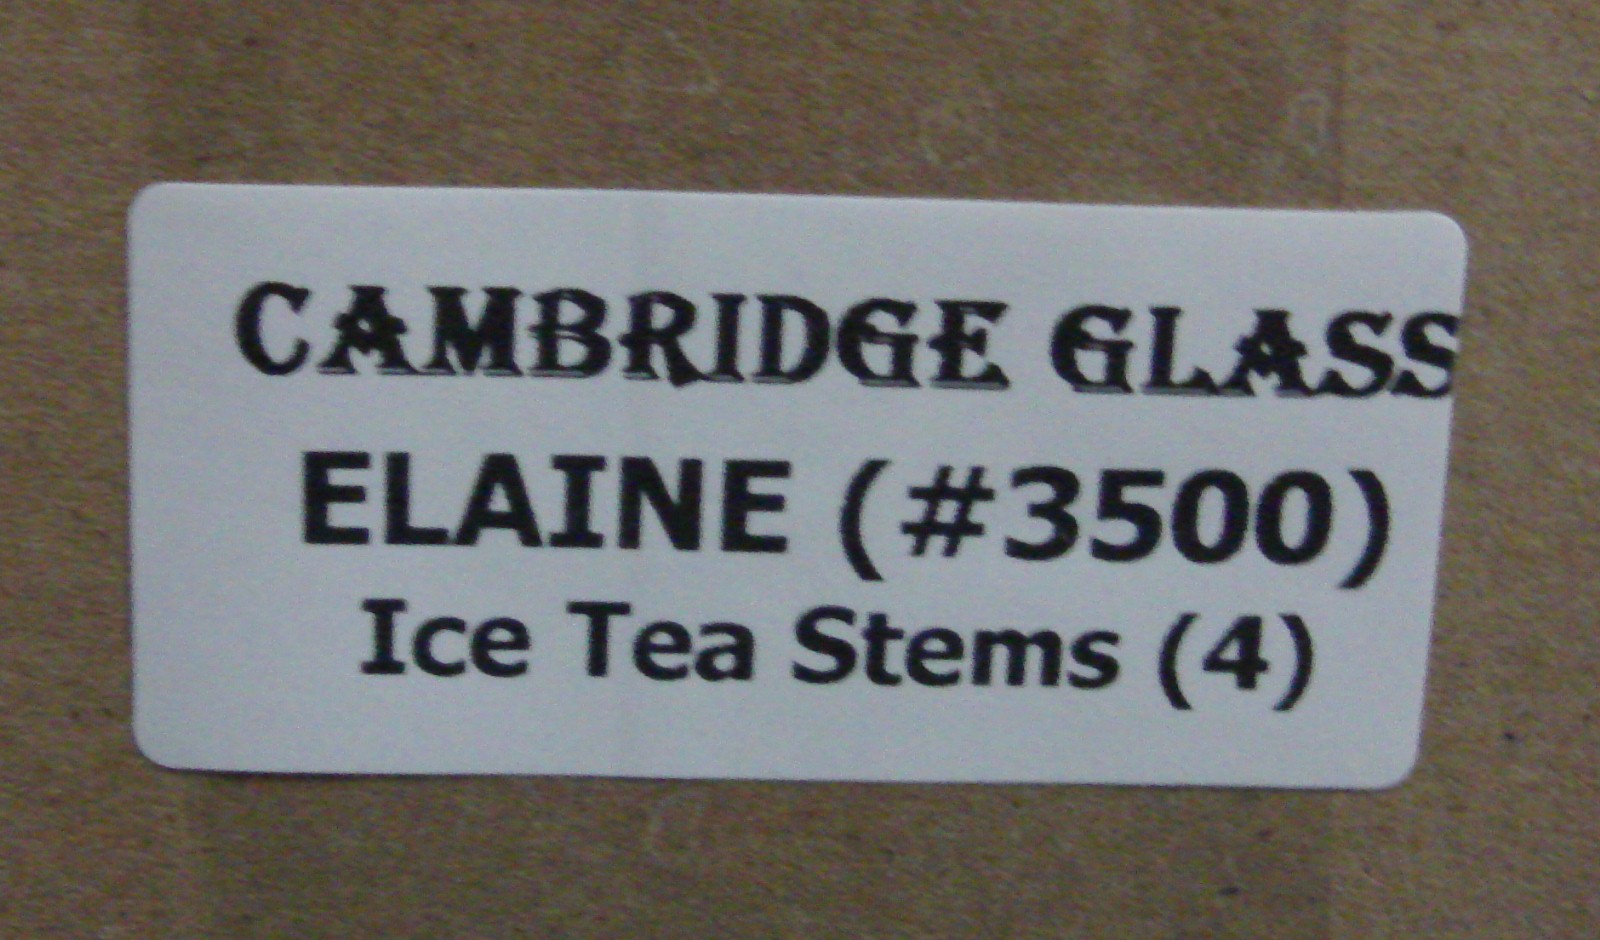 CAMBRIDGE GLASS
ELAINE (#3500)
Ice Tea Stems (4)